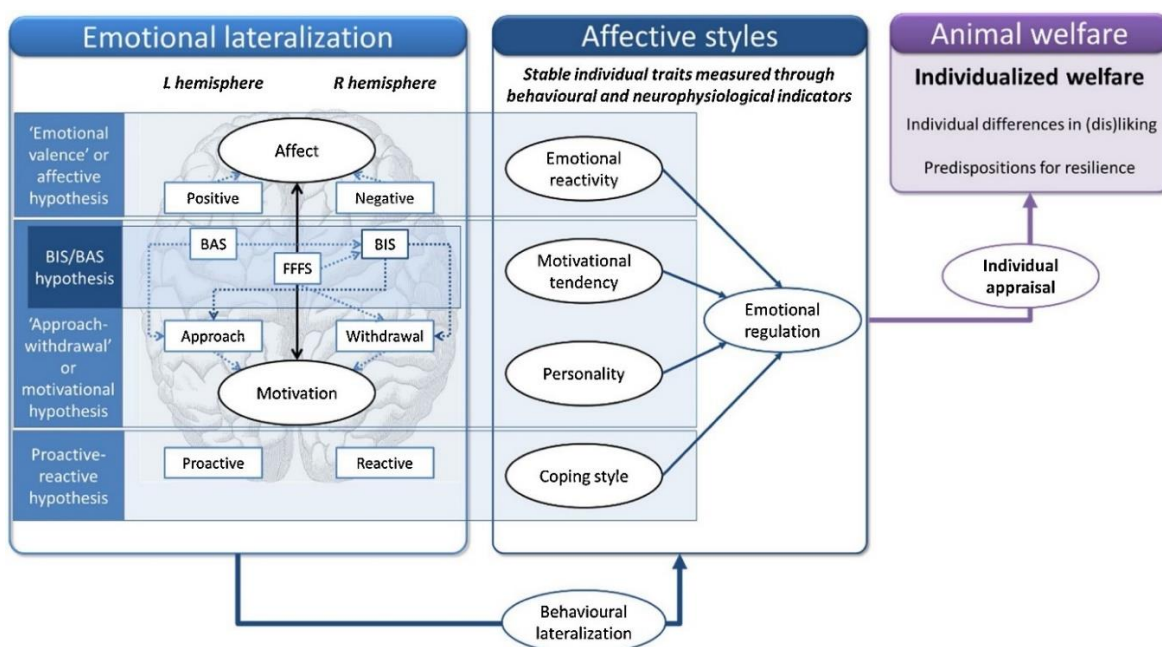 Emotional lateralization
L hemisphere
R hemisphere
'Emotional
valence' or
affective
hypothesis
Affect
Positive
Negative
BIS/BAS
hypothesis
BAS
BIS
FFFS
'Approach-
withdrawal'
or
motivational
hypothesis
Approach
Withdrawal
Motivation
Proactive-
reactive
hypothesis
Proactive
Reactive
Affective styles
Stable individual traits measured through
behavioural and neurophysiological indicators
Emotional
reactivity
Motivational
tendency
Personality
Coping style
Emotional
regulation
Animal welfare
Individualized welfare
Individual differences in (dis)liking
Predispositions for resilience
Individual
appraisal
Behavioural
lateralization